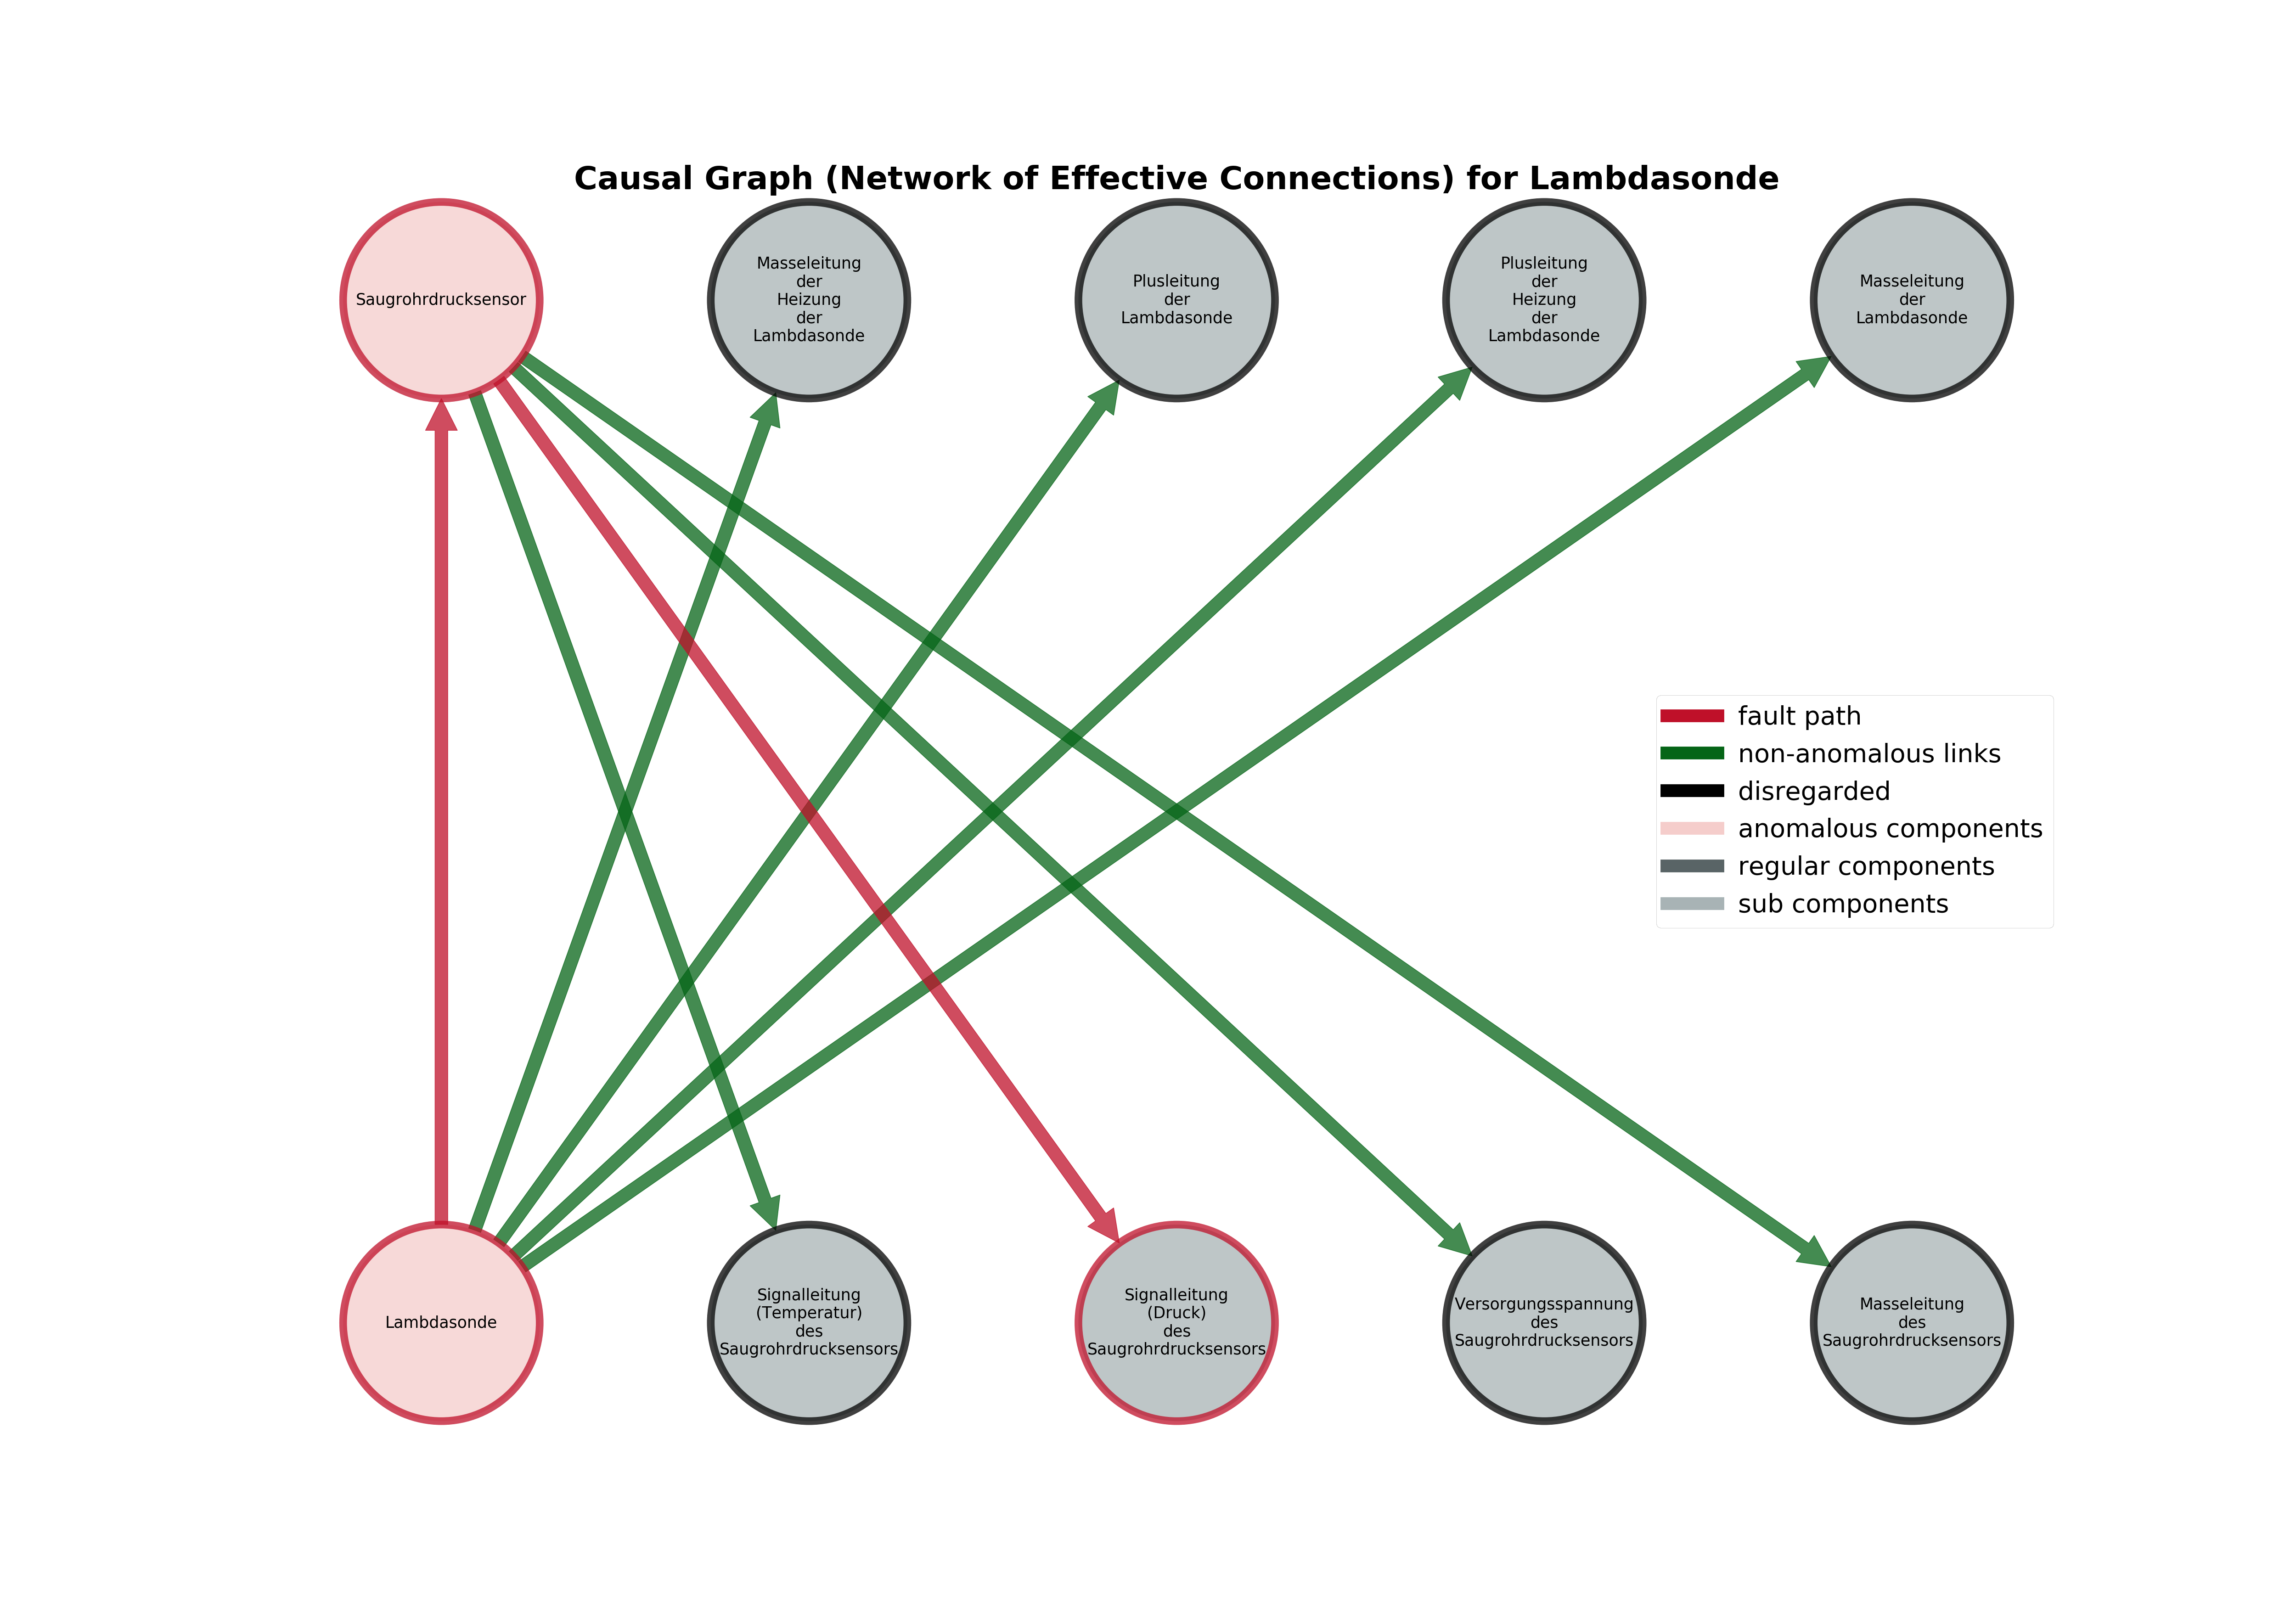 Causal Graph (Network of Effective Connections) for Lambdasonde
Saugrohrdrucksensor
Masseleitung
der
Heizung
der
Lambdasonde
Plusleitung
der
Lambdasonde
Plusleitung
der
Heizung
der
Lambdasonde
Masseleitung
der
Lambdasonde
fault path
non-anomalous links
disregarded
anomalous components
regular components
sub components
Lambdasonde
Signalleitung
(Temperatur)
des
Saugrohrdrucksensors
Signalleitung
(Druck)
des
Saugrohrdrucksensors
Versorgungsspannung
des
Saugrohrdrucksensors
Masseleitung
des
Saugrohrdrucksensors